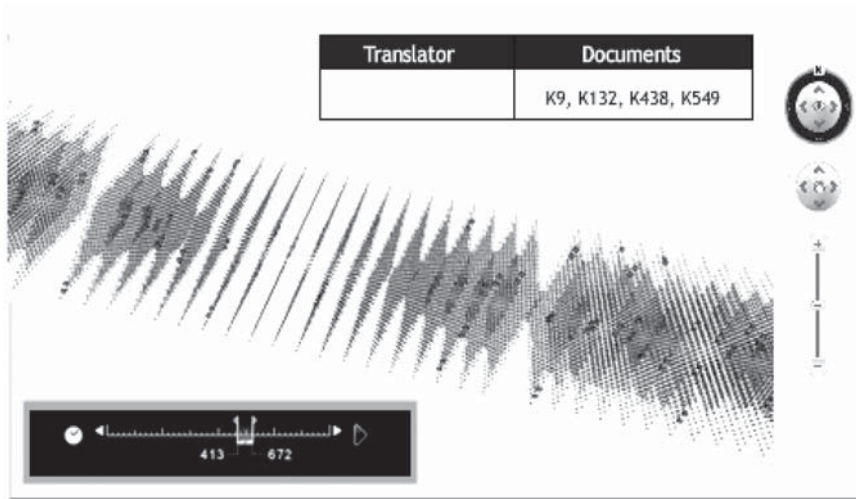 Translator Documents
K9, K132, K438, K549
N
413 672